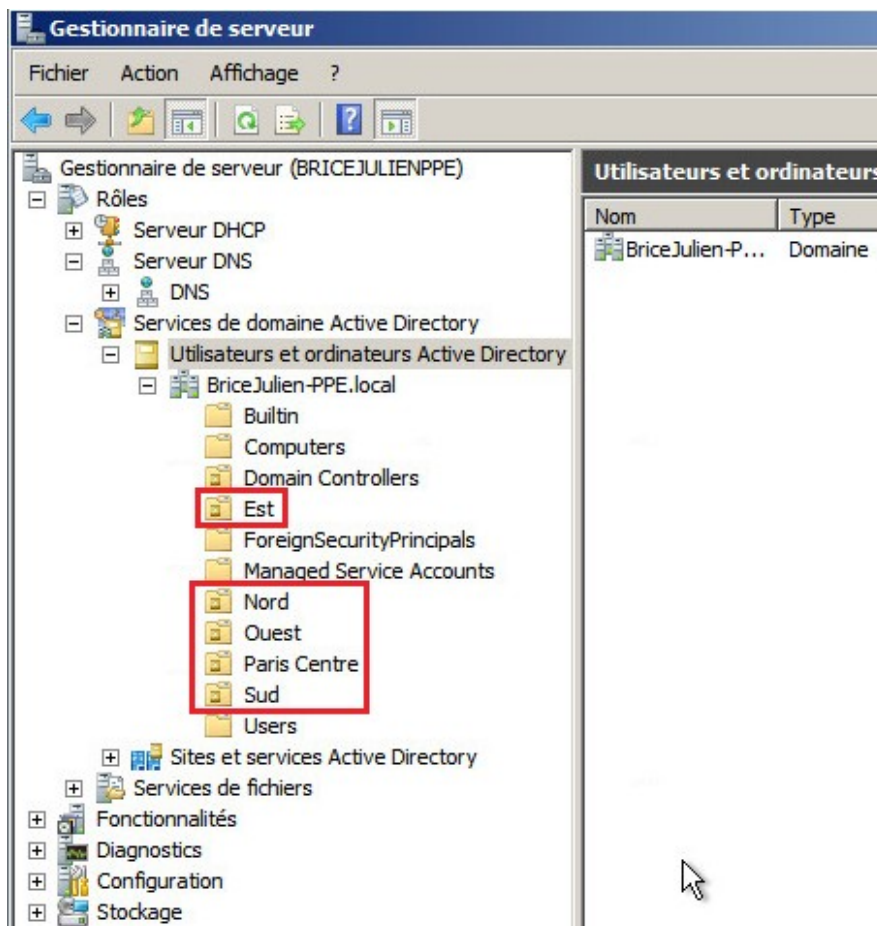 Gestionnaire de serveur
Fichier Action Affichage ?
Gestionnaire de serveur (BRICEJULIENPPE)
Rôles
Serveur DHCP
Serveur DNS
DNS
Services de domaine Active Directory
Utilisateurs et ordinateurs Active Directory
BriceJulien-PPE.local
Builtin
Computers
Domain Controllers
Est
ForeignSecurityPrincipals
Managed Service Accounts
Nord
Ouest
Paris Centre
Sud
Users
Sites et services Active Directory
Services de fichiers
Fonctionnalités
Diagnostics
Configuration
Stockage
Utilisateurs et ordinateurs
Nom Type
BriceJulien-P... Domaine